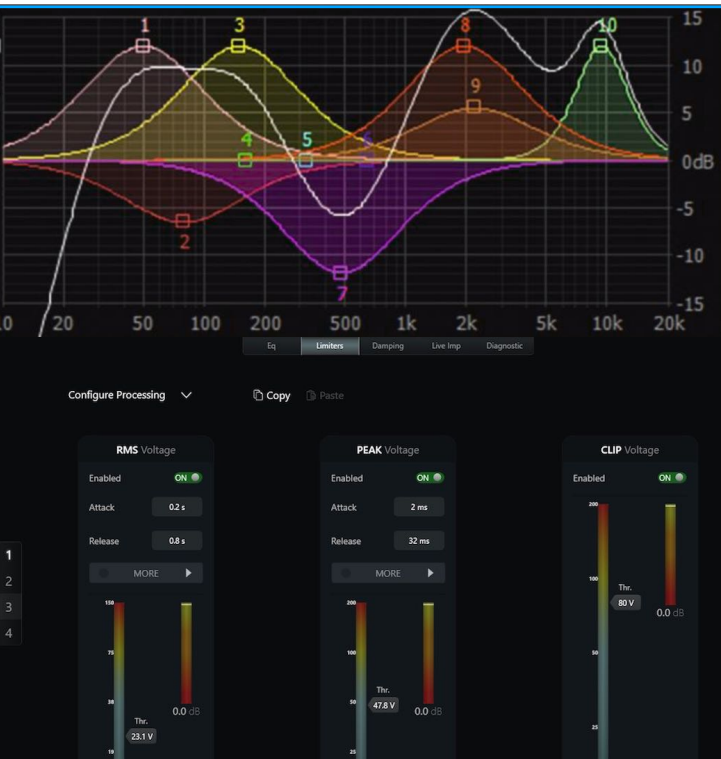 1 3 8 10
15
10
9
5
4 5 6
0dB
-5
2
-10
7
-15
20 50 100 200 500 1k 2k 5k 10k 20k
Eq Limiters Damping Live Imp Diagnostic
Configure Processing Copy Paste
RMS Voltage PEAK Voltage CLIP Voltage
Enabled ON Enabled ON Enabled ON
Attack 0.2 s Attack 2 ms
200
Release 0.8 s Release 32 ms
1
MORE MORE
2
100
Thr.
3
150 200
80 V
0.0 dB
4
75 100 50
Thr.
38 50
47.8 V
0.0 dB 0.0 dB
Thr.
25
23.1 V
19 25